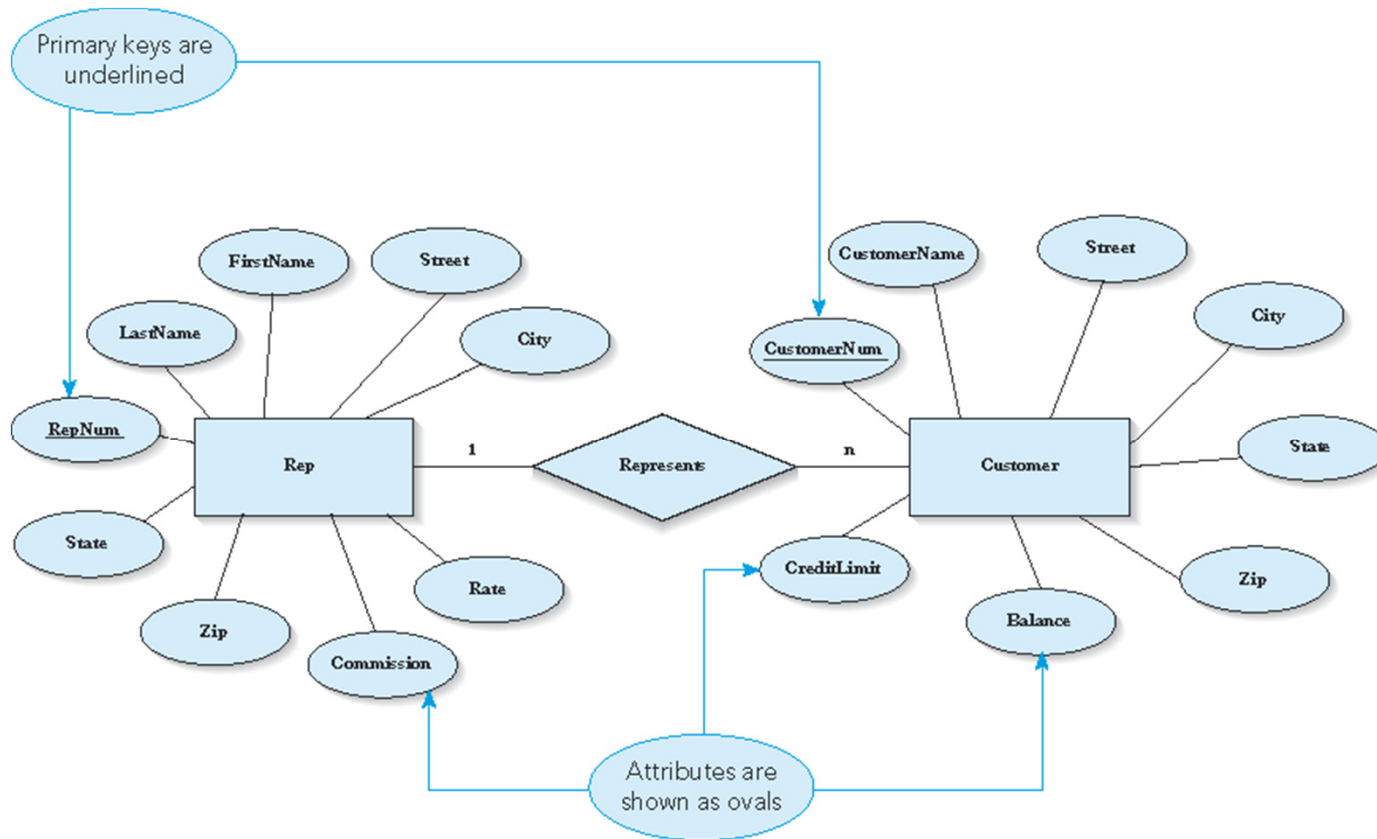 Primary keys are
underlined
FirstName
Street
LastName
City
RepNum
Rep
State
Zip
Commission
Rate
1
Represents
n
CustomerName
Street
CustomerNum
City
Customer
State
CreditLimit
Zip
Balance
Attributes are
shown as ovals